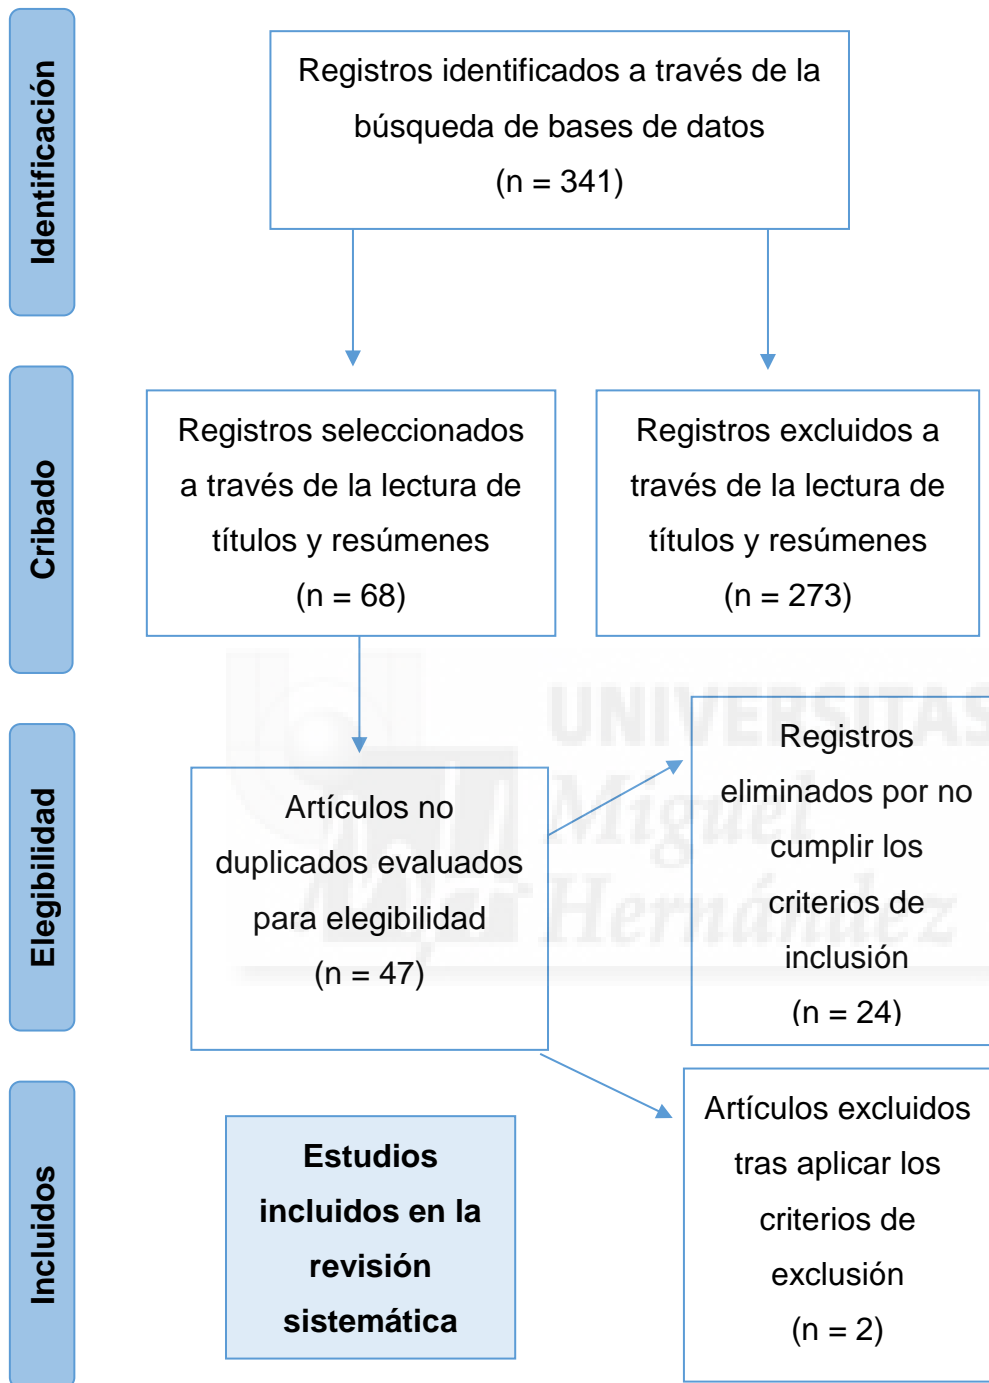 Identificación
Registros identificados a través de la
búsqueda de bases de datos
(n = 341)
Cribado
Registros seleccionados
a través de la lectura de
títulos y resúmenes
(n = 68)
Registros excluidos a
través de la lectura de
títulos y resúmenes
(n = 273)
UNIVERSITAS
Miguel
Hernández
Elegibilidad
Artículos no
duplicados evaluados
para elegibilidad
(n = 47)
Registros
eliminados por no
cumplir los
criterios de
inclusión
(n = 24)
Incluidos
Estudios
incluidos en la
revisión
sistemática
Artículos excluidos
tras aplicar los
criterios de
exclusión
(n = 2)